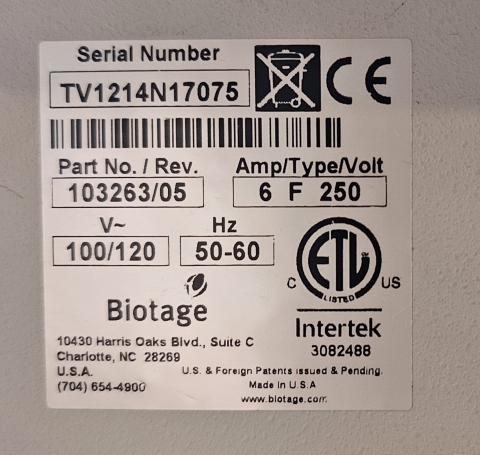 Serial Number
TV1214N17075
CE
Part No. / Rev.
Amp/Type/Volt
103263/05
6 F 250
V~
Hz
100/120
50-60
ETL
LISTED
C
US
Biotage
Intertek
3082488
10430 Harris Oaks Blvd., Suite C
Charlotte, NC 28269
U.S.A.
(704) 654-4900
U.S. & Foreign Patents Issued & Pending.
Made In U.S.A
www.biotage.com